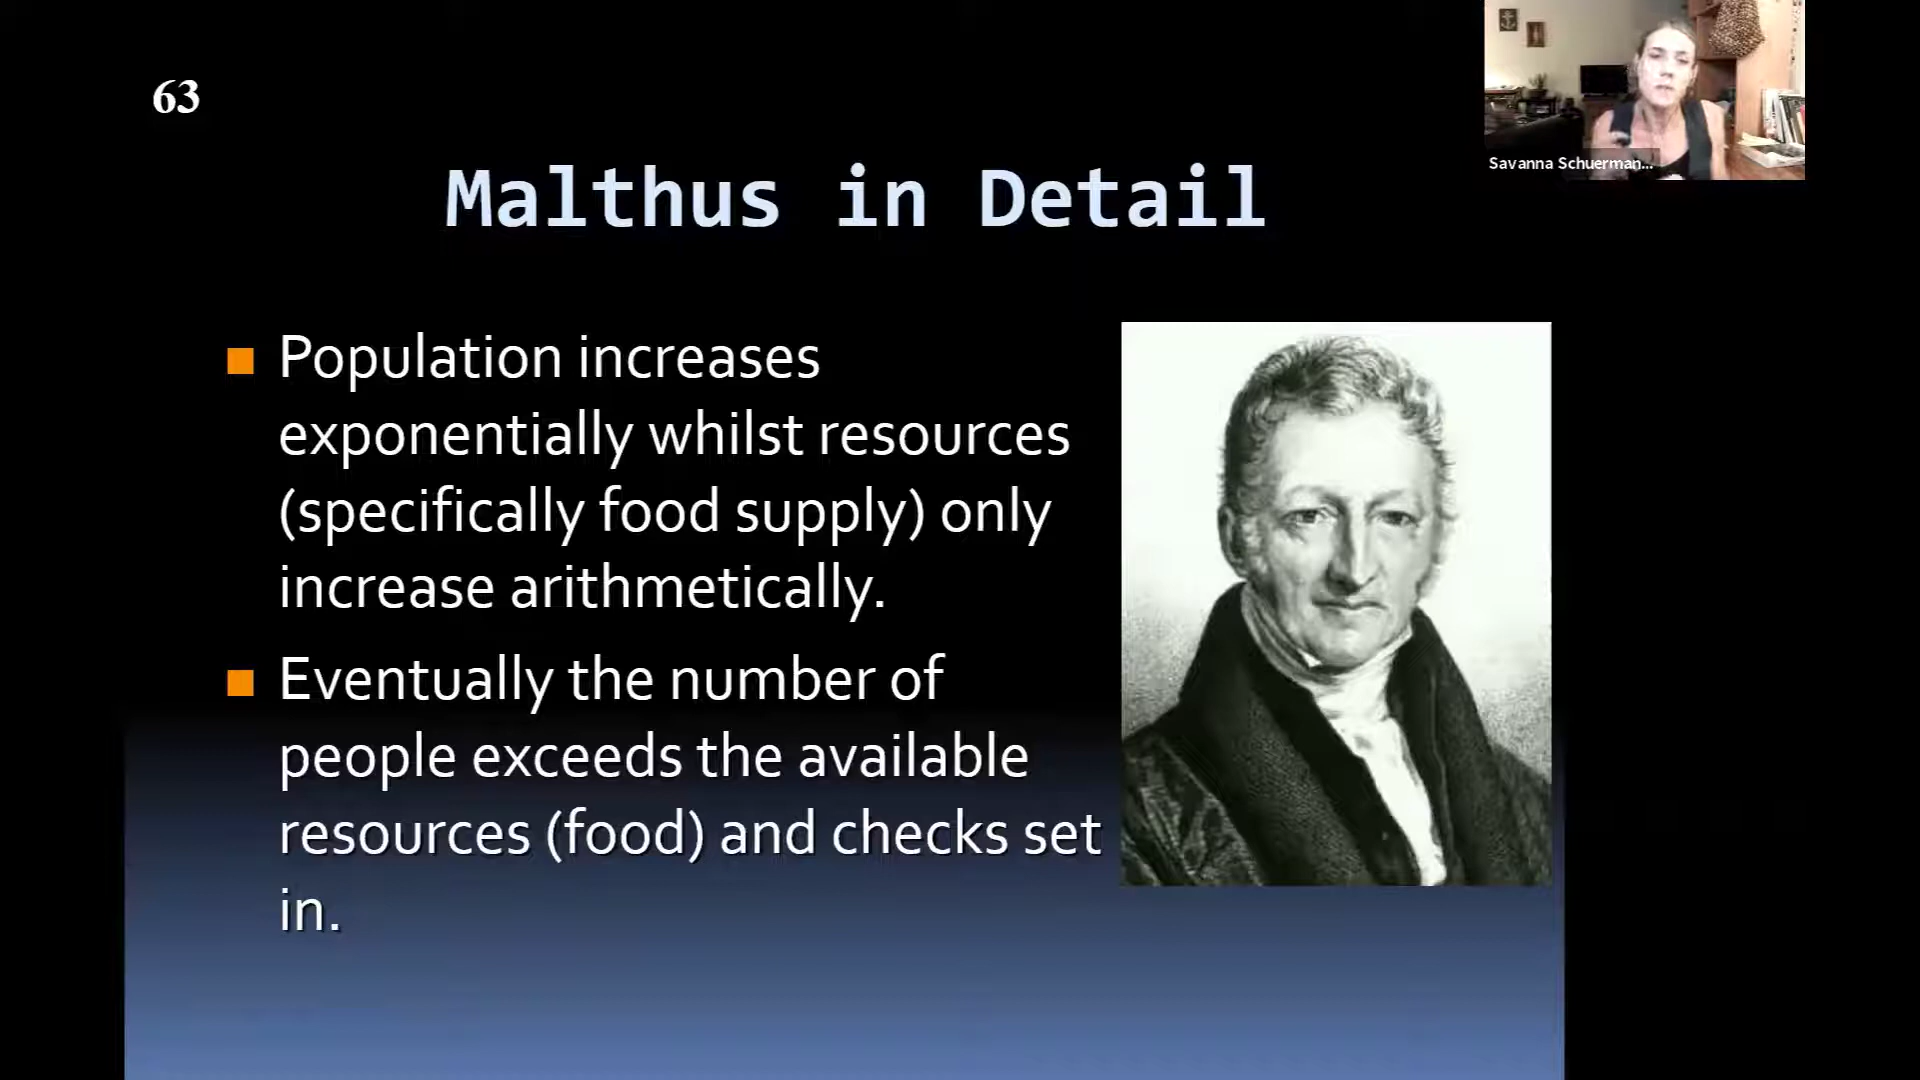 63
Savanna Schuerman...
Malthus in Detail
Population increases
exponentially whilst resources
(specifically food supply) only
increase arithmetically.
Eventually the number of
people exceeds the available
resources (food) and checks set
in.